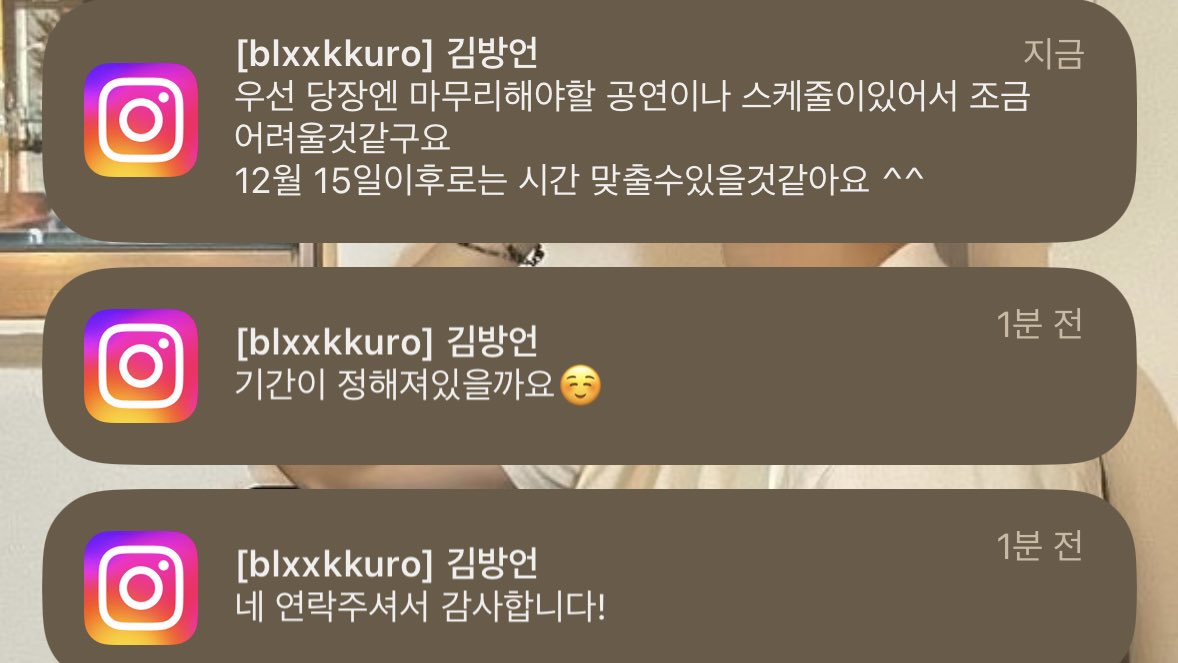 [blxxkkuro] 김방언
지금
우선 당장엔 마무리해야할 공연이나 스케줄이있어서 조금
어려울것같구요
12월 15일이후로는 시간 맞출수있을것같아요 ^^
[blxxkkuro] 김방언
1분 전
기간이 정해져있을까요☺️
[blxxkkuro] 김방언
1분 전
네 연락주셔서 감사합니다!